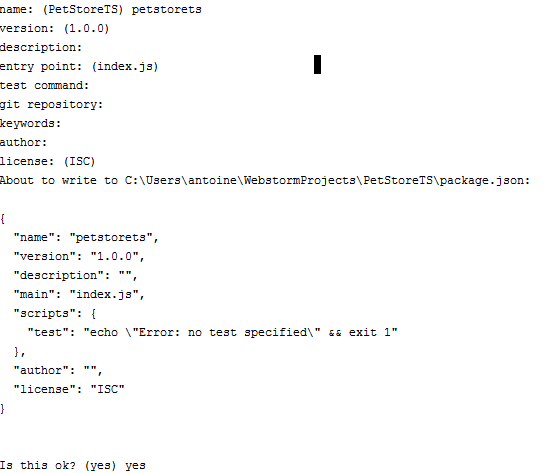 name: (PetStoreTS) petstorets
version: (1.0.0)
description:
entry point: (index.js)
test command:
git repository:
keywords:
author:
license: (ISC)
About to write to C:\Users\antoine\WebstormProjects\PetStoreTS\package.json:
{
  "name": "petstorets",
  "version": "1.0.0",
  "description": "",
  "main": "index.js",
  "scripts": {
    "test": "echo \"Error: no test specified\" && exit 1"
  },
  "author": "",
  "license": "ISC"
}
Is this ok? (yes) yes